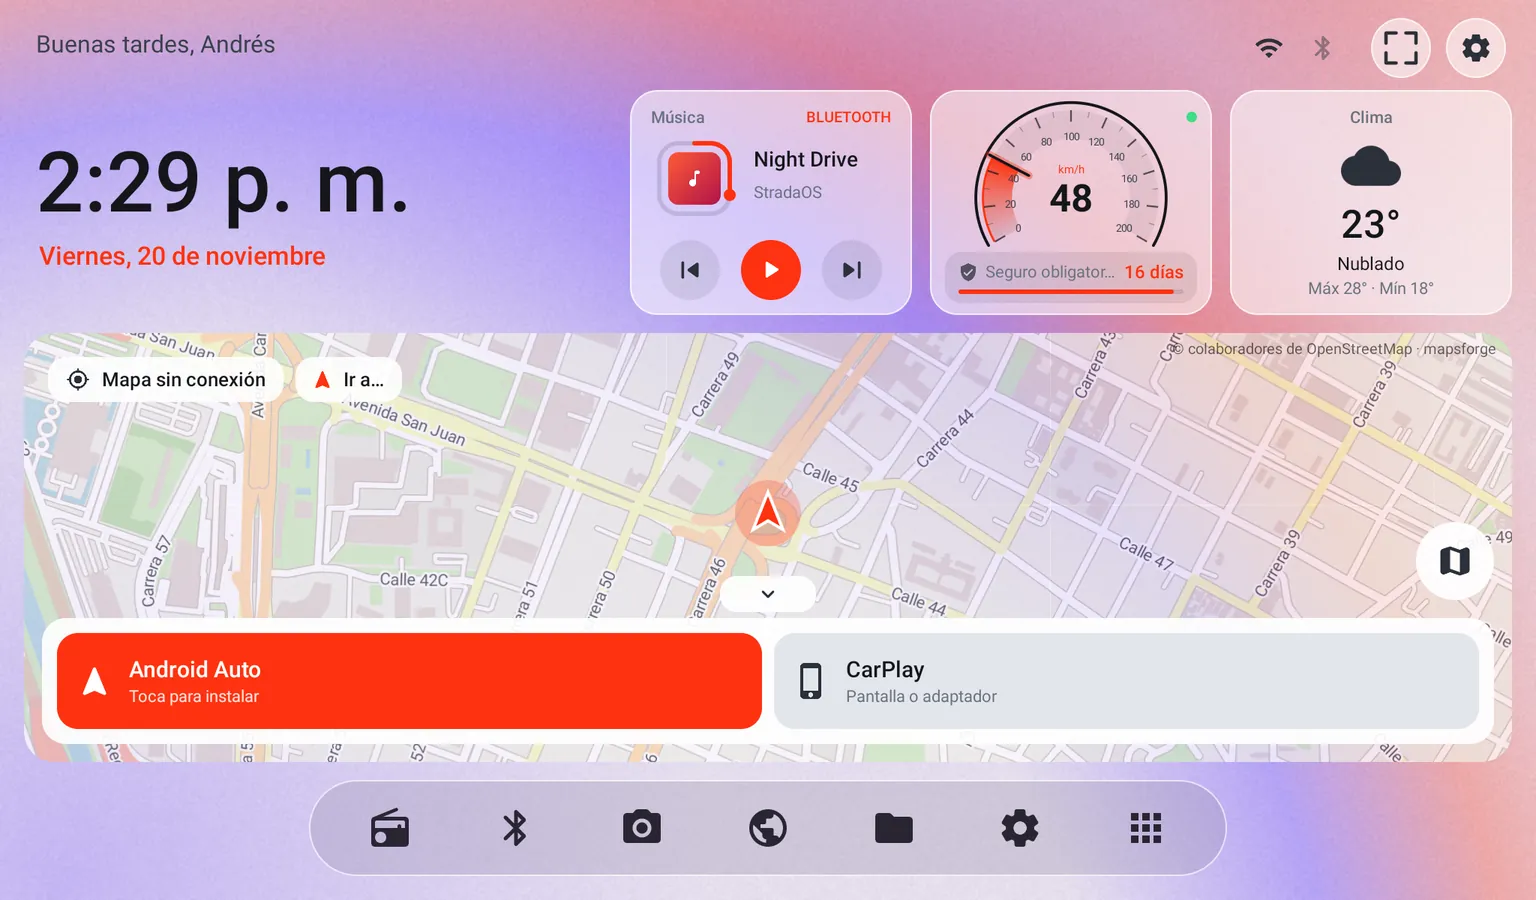 Buenas tardes, Andrés
2:29 p. m.
Viernes, 20 de noviembre
Música
BLUETOOTH
Night Drive
StradaOS
0
20
40
60
80
100
120
140
160
180
200
km/h
48
Seguro obligator...
16 días
Clima
23°
Nublado
Máx 28° · Mín 18°
© colaboradores de OpenStreetMap · mapsforge
Mapa sin conexión
Ir a...
San Juan
Avenida San Juan
Carrera 49
Carrera 43
Carrera 39
Carrera 44
Calle 45
Carrera 57
Calle 42C
Carrera 46
Calle 44
Calle 47
Carrera 39
Android Auto
Toca para instalar
CarPlay
Pantalla o adaptador